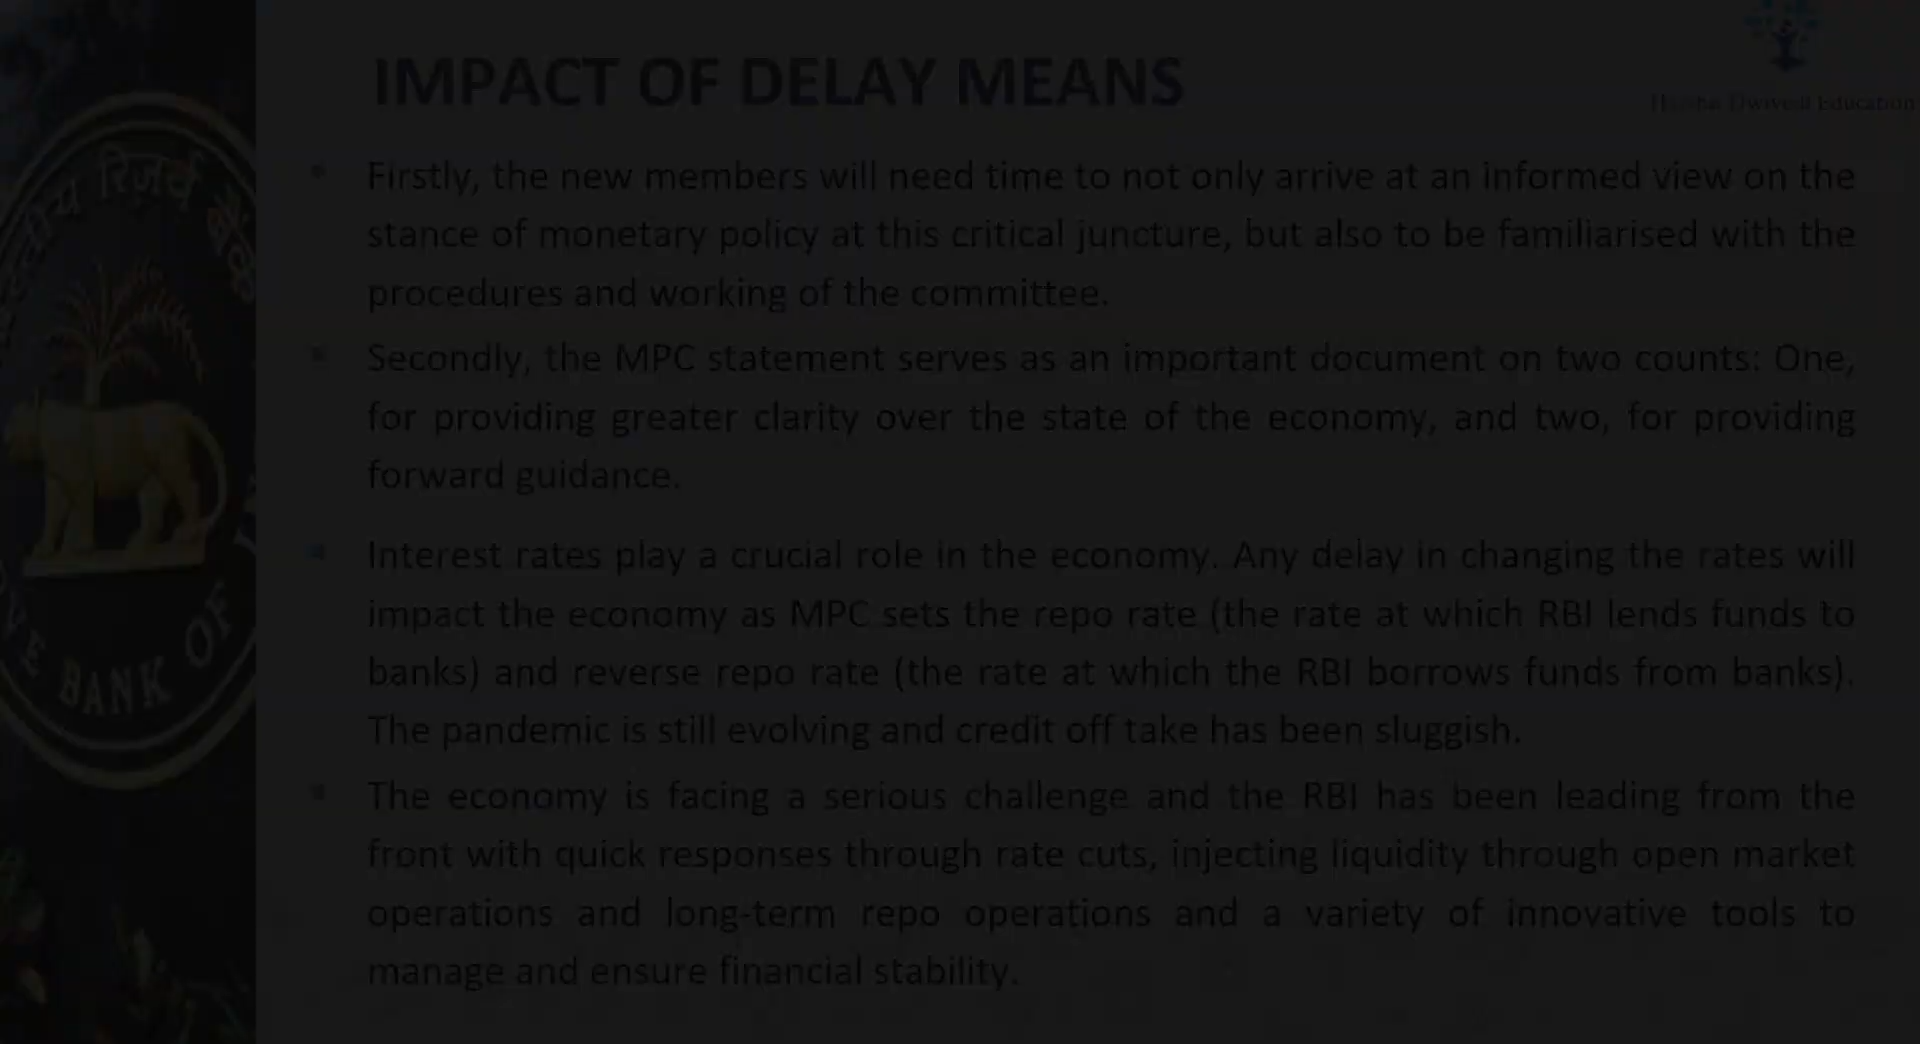 IMPACT OF DELAY MEANS
Dwivedi Education
Firstly, the new members will need time to not only arrive at an informed view on the
stance of monetary policy at this critical juncture, but also to be familiarised with the
procedures and working of the committee.
Secondly, the MPC statement serves as an important document on two counts: One,
for providing greater clarity over the state of the economy, and two, for providing
forward guidance.
Interest rates play a crucial role in the economy. Any delay in changing the rates will
impact the economy as MPC sets the repo rate (the rate at which RBI lends funds to
banks) and reverse repo rate (the rate at which the RBI borrows funds from banks).
The pandemic is still evolving and credit off take has been sluggish.
The economy is facing a serious challenge and the RBI has been leading from the
front with quick responses through rate cuts, injecting liquidity through open market
operations and long-term repo operations and a variety of innovative tools to
manage and ensure financial stability.
रिज़र्व
BANK OF